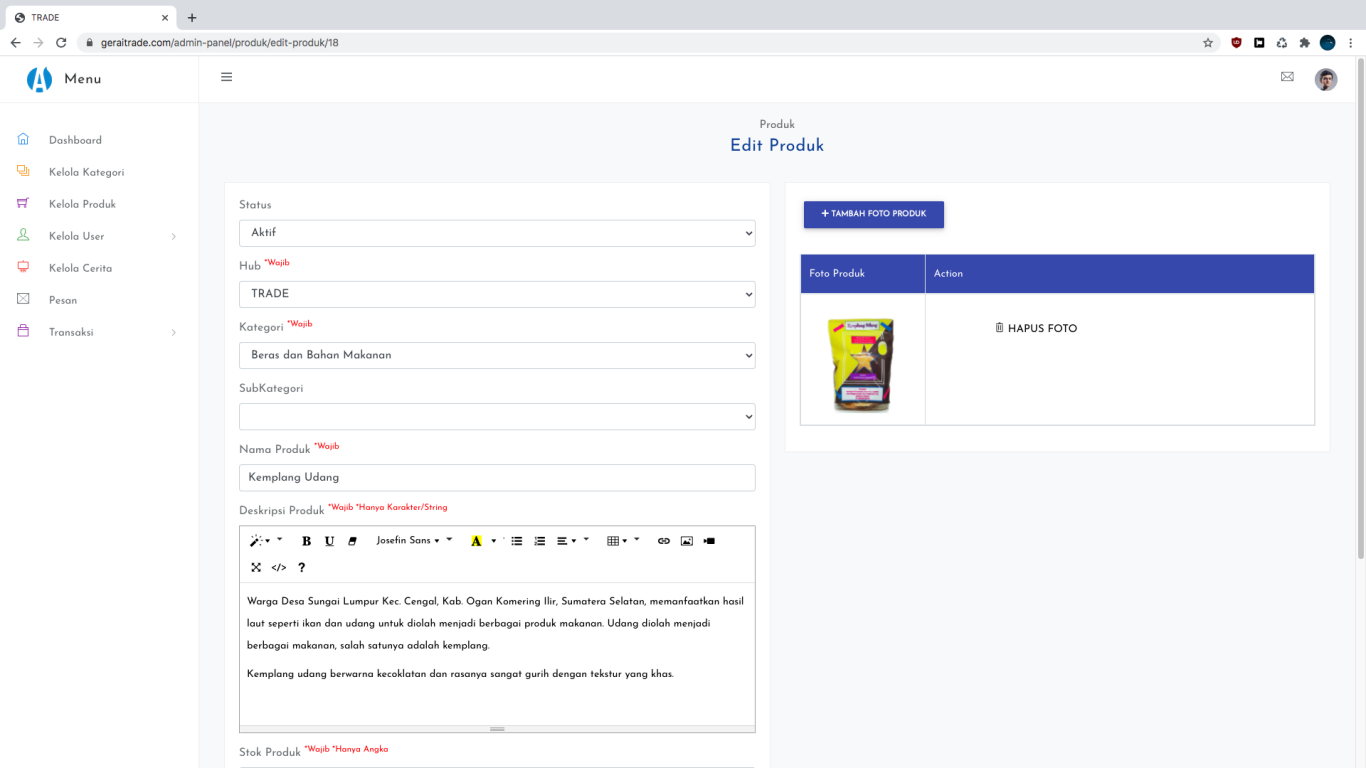 TRADE
geraitrade.com/admin-panel/produk/edit-produk/18
Menu
Dashboard
Kelola Kategori
Kelola Produk
Kelola User
Kelola Cerita
Pesan
Transaksi
Produk
Edit Produk
Status
Aktif
Hub *Wajib
TRADE
Kategori *Wajib
Beras dan Bahan Makanan
SubKategori
Nama Produk *Wajib
Kemplang Udang
Deskripsi Produk *Wajib *Hanya Karakter/String
B U Josefin Sans A
</> ?
Warga Desa Sungai Lumpur Kec. Cengal, Kab. Ogan Komering Ilir, Sumatera Selatan, memanfaatkan hasil
laut seperti ikan dan udang untuk diolah menjadi berbagai produk makanan. Udang diolah menjadi
berbagai makanan, salah satunya adalah kemplang.
Kemplang udang berwarna kecoklatan dan rasanya sangat gurih dengan tekstur yang khas.
Stok Produk *Wajib *Hanya Angka
+ TAMBAH FOTO PRODUK
Foto Produk Action
HAPUS FOTO